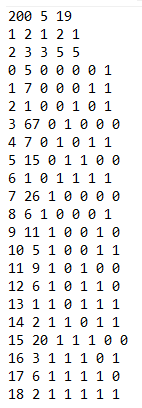 200 5 19
1 2 1 2 1
2 3 3 5 5
0 5 0 0 0 0 1
1 7 0 0 0 1 1
2 1 0 0 1 0 1
3 67 0 1 0 0 0
4 7 0 1 0 1 1
5 15 0 1 1 0 0
6 1 0 1 1 1 1
7 26 1 0 0 0 0
8 6 1 0 0 0 1
9 11 1 0 0 1 0
10 5 1 0 0 1 1
11 9 1 0 1 0 0
12 6 1 0 1 1 0
13 1 1 0 1 1 1
14 2 1 1 0 1 1
15 20 1 1 1 0 0
16 3 1 1 1 0 1
17 6 1 1 1 1 0
18 2 1 1 1 1 1